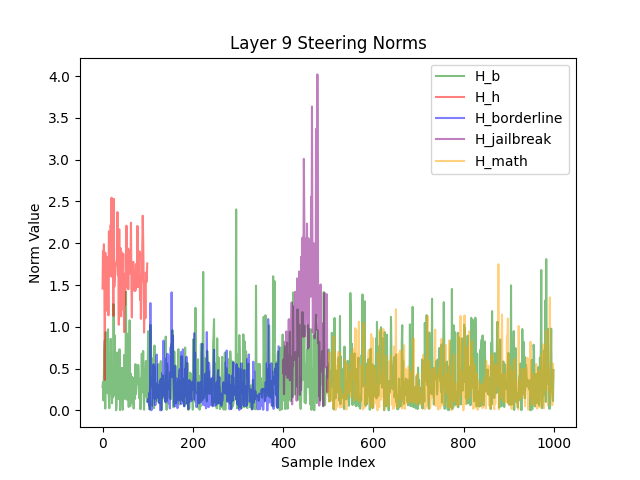 Layer 9 Steering Norms
Norm Value
4.0
3.5
3.0
2.5
2.0
1.5
1.0
0.5
0.0
H_b
H_h
H_borderline
H_jailbreak
H_math
0
200
400
600
800
1000
Sample Index